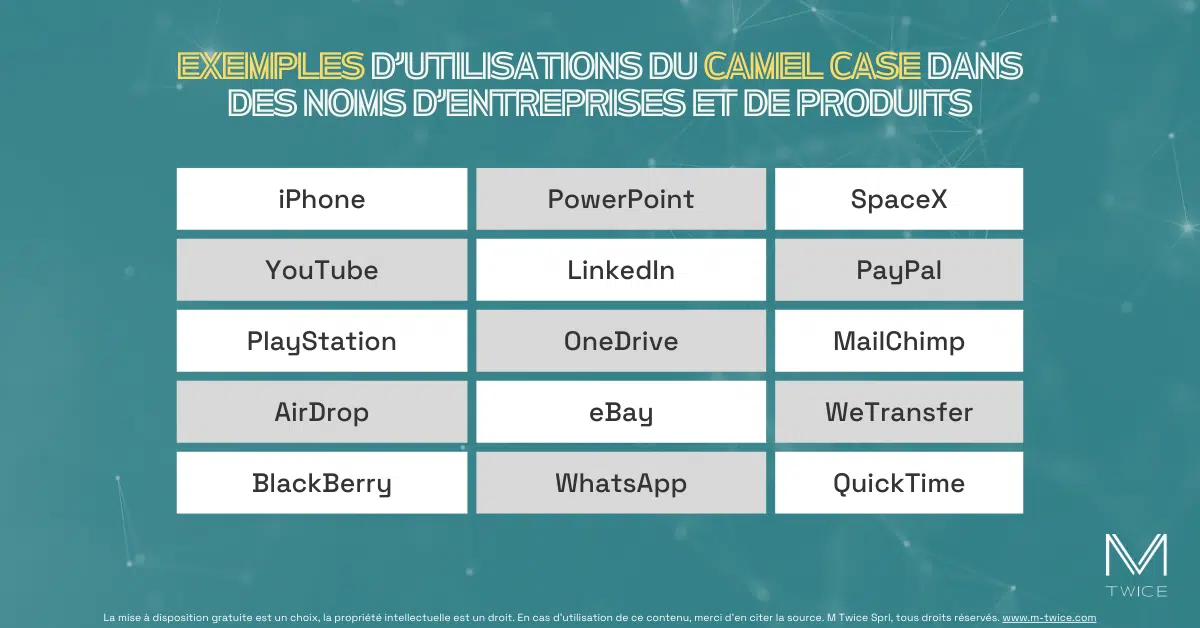 EXEMPLES D'UTILISATIONS DU CAMEL CASE DANS
DES NOMS D'ENTREPRISES ET DE PRODUITS
iPhone PowerPoint SpaceX
YouTube LinkedIn PayPal
PlayStation OneDrive MailChimp
AirDrop eBay WeTransfer
BlackBerry WhatsApp QuickTime
M
TWICE
La mise à disposition gratuite est un choix, la propriété intellectuelle est un droit. En cas d'utilisation de ce contenu, merci d'en citer la source. M Twice Sprl, tous droits réservés. www.m-twice.com